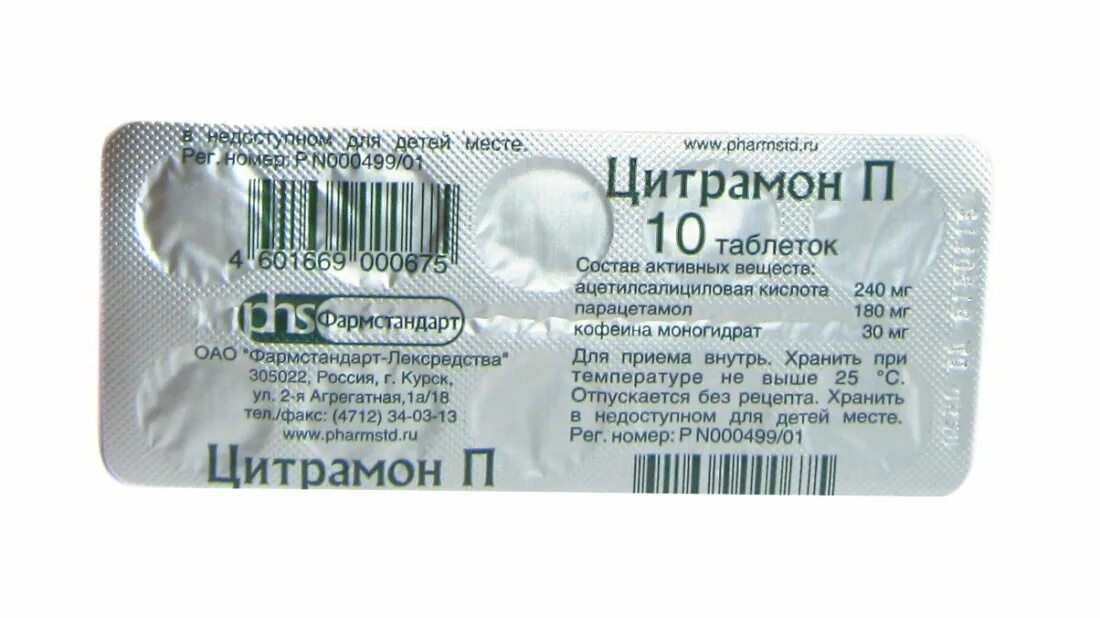 в недоступном для детей месте.
Рег. номер: Р N000499/01
4 601669 000675
phs Фармстандарт
ОАО "Фармстандарт-Лексредства"
305022, Россия, г. Курск,
ул. 2-я Агрегатная,1а/18
тел./факс: (4712) 34-03-13
www.pharmstd.ru
Цитрамон П
www.pharmstd.ru
Цитрамон П
10 таблеток
Состав активных веществ:
ацетилсалициловая кислота 240 мг
парацетамол 180 мг
кофеина моногидрат 30 мг
Для приема внутрь. Хранить при
температуре не выше 25 °С.
Отпускается без рецепта. Хранить
в недоступном для детей месте.
Рег. номер: Р N000499/01